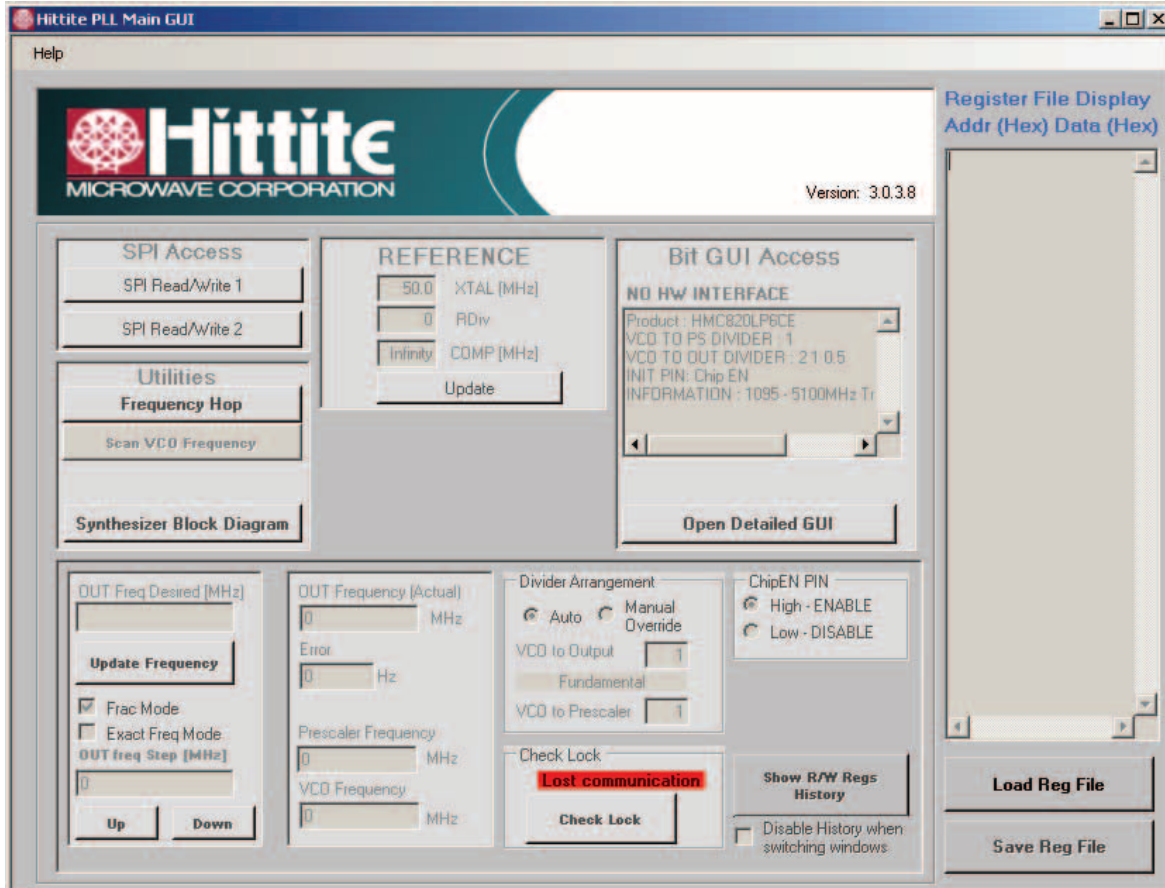 Hittite PLL Main GUI
Help
Hittite
MICROWAVE CORPORATION
Version: 3.0.3.8
Register File Display
Addr (Hex) Data (Hex)
SPI Access
SPI Read/Write 1
SPI Read/Write 2
Utilities
Frequency Hop
Scan VCO Frequency
Synthesizer Block Diagram
REFERENCE
50.0 XTAL (MHz)
0 RDiv
Infinity COMP (MHz)
Update
Bit GUI Access
NO HW INTERFACE
Product : HMC820LP6CE
VCO TO PS DIVIDER : 1
VCO TO OUT DIVIDER : 2 1 0.5
INIT PIN: Chip EN
INFORMATION : 1095 - 5100MHz Tr
Open Detailed GUI
OUT Freq Desired [MHz]
Update Frequency
Frac Mode
Exact Freq Mode
OUT freq Step [MHz]
0
Up Down
OUT Frequency (Actual)
0 MHz
Error
0 Hz
Prescaler Frequency
0 MHz
VCO Frequency
0 MHz
Divider Arrangement
Auto Manual
Override
VCO to Output 1
Fundamental
VCO to Prescaler 1
Check Lock
Lost communication
Check Lock
ChipEN PIN
High - ENABLE
Low - DISABLE
Show R/W Regs
History
Disable History when
switching windows
Load Reg File
Save Reg File